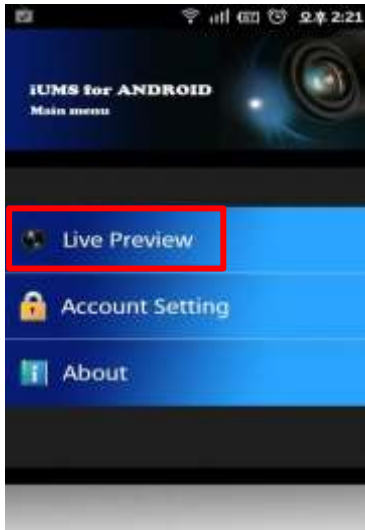 오후 2:21
iUMS for ANDROID
Main menu
Live Preview
Account Setting
About